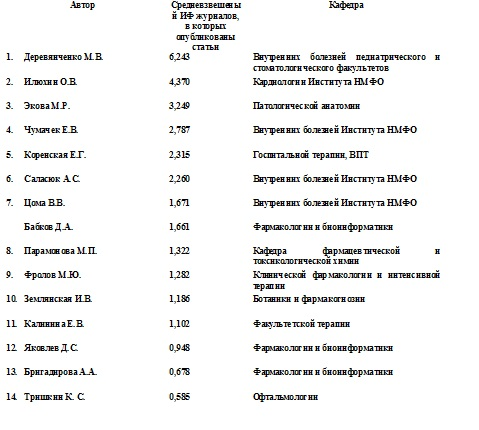 Автор Средневзвешены Кафедра
й ИФ журналов,
в которых
опубликованы
статьи
1. Деревянченко М.В. 6,243 Внутренних болезней педиатрического и
стоматологического факультетов
2. Илюхин О.В. 4,370 Кардиологии Института НМФО
3. Экова М.Р. 3,249 Патологической анатомии
4. Чумачек Е.В. 2,787 Внутренних болезней Института НМФО
5. Коренская Е.Г. 2,315 Госпитальной терапии, ВПТ
6. Саласюк А.С. 2,260 Внутренних болезней Института НМФО
7. Цома В.В. 1,671 Внутренних болезней Института НМФО
Бабков Д.А. 1,661 Фармакологии и биоинформатики
8. Парамонова М.П. 1,322 Кафедра фармацевтической и
токсикологической химии
9. Фролов М.Ю. 1,282 Клинической фармакологии и интенсивной
терапии
10. Землянская И.В. 1,186 Ботаники и фармакогнозии
11. Калинина Е.В. 1,102 Факультетской терапии
12. Яковлев Д.С. 0,948 Фармакологии и биоинформатики
13. Бригадирова А.А. 0,678 Фармакологии и биоинформатики
14. Тришкин К. С. 0,585 Офтальмологии